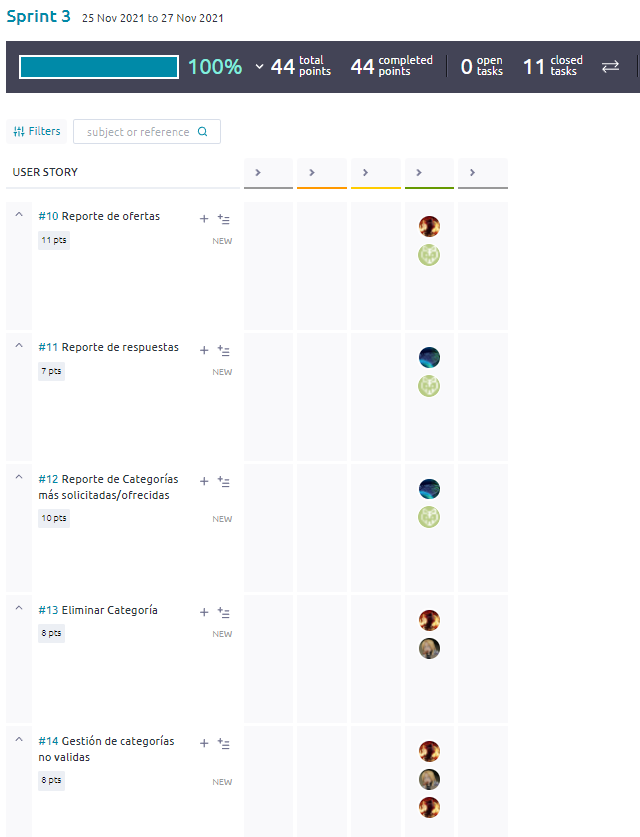 Sprint 3 25 Nov 2021 to 27 Nov 2021
100% 44 total points 44 completed points 0 open tasks 11 closed tasks
Filters subject or reference
USER STORY
#10 Reporte de ofertas
11 pts NEW
#11 Reporte de respuestas
7 pts NEW
#12 Reporte de Categorías
más solicitadas/ofrecidas
10 pts NEW
#13 Eliminar Categoría
8 pts NEW
#14 Gestión de categorías
no validas
8 pts NEW